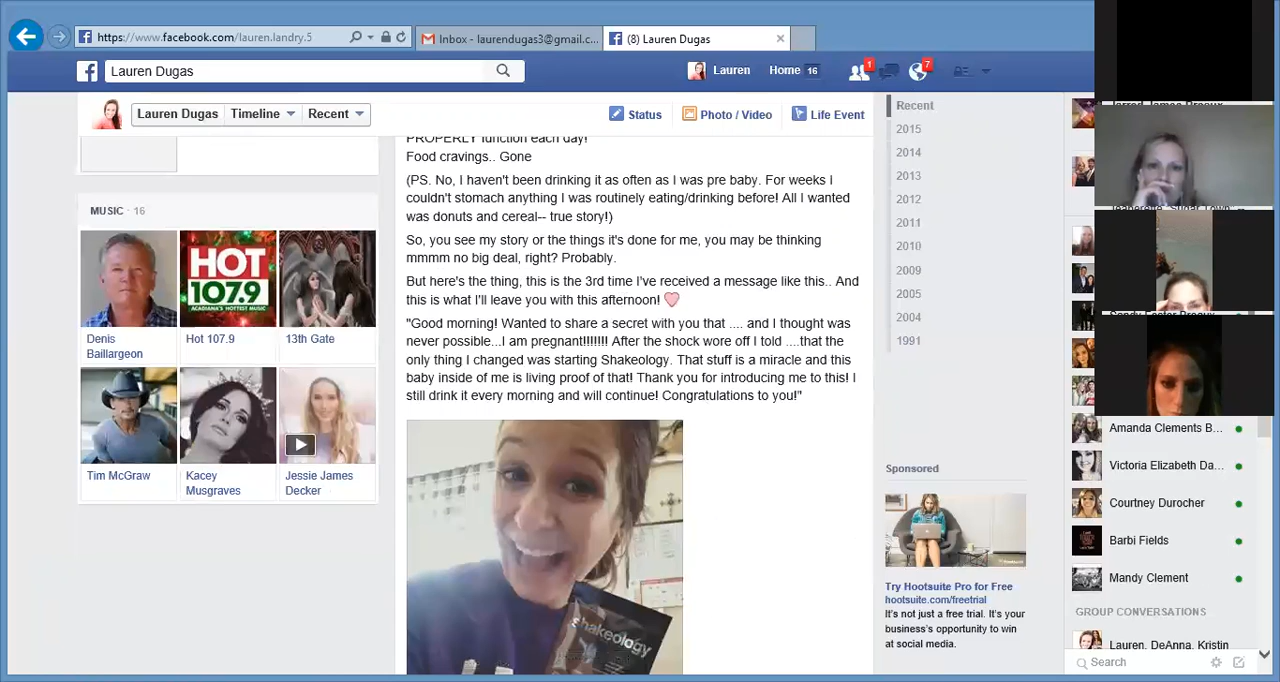 https://www.facebook.com/lauren.landry.5
Inbox - laurendugas3@gmail.c...
(8) Lauren Dugas
Lauren Dugas
Lauren
Home 16
1
7
Lauren Dugas
Timeline
Recent
Status
Photo / Video
Life Event
PROPERLY function each day!
Food cravings.. Gone
(PS. No, I haven't been drinking it as often as I was pre baby. For weeks I
couldn't stomach anything I was routinely eating/drinking before! All I wanted
was donuts and cereal-- true story!)
So, you see my story or the things it's done for me, you may be thinking
mmmm no big deal, right? Probably.
But here's the thing, this is the 3rd time I've received a message like this.. And
this is what I'll leave you with this afternoon!
"Good morning! Wanted to share a secret with you that .... and I thought was
never possible...I am pregnant!!!!!!! After the shock wore off I told ....that the
only thing I changed was starting Shakeology. That stuff is a miracle and this
baby inside of me is living proof of that! Thank you for introducing me to this! I
still drink it every morning and will continue! Congratulations to you!"
shakeology
MUSIC · 16
HOT
107.9
ACADIANA'S HOTTEST MUSIC
Denis
Baillargeon
Hot 107.9
13th Gate
Tim McGraw
Kacey
Musgraves
Jessie James
Decker
Recent
2015
2014
2013
2012
2011
2010
2009
2005
2004
1991
Sponsored
Try Hootsuite Pro for Free
hootsuite.com/freetrial
It's not just a free trial. It's your
business's opportunity to win
at social media.
Amanda Clements B...
Victoria Elizabeth Da...
Courtney Durocher
Barbi Fields
Mandy Clement
GROUP CONVERSATIONS
Lauren, DeAnna, Kristin
Search